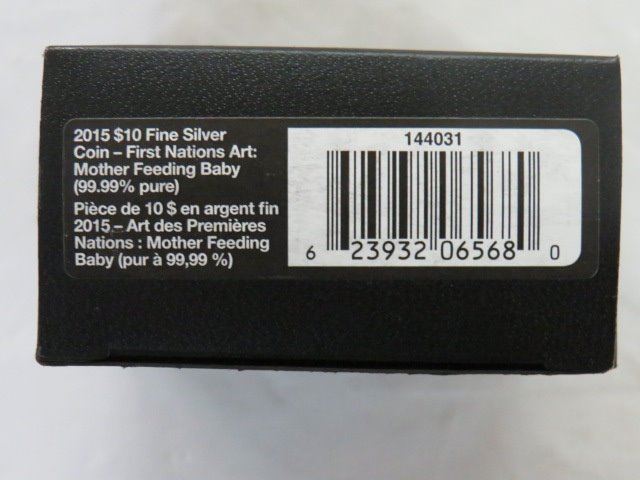 2015 $10 Fine Silver
Coin – First Nations Art:
Mother Feeding Baby
(99.99% pure)
Pièce de 10 $ en argent fin
2015 – Art des Premières
Nations : Mother Feeding
Baby (pur à 99,99 %)
144031
6 23932 06568 0